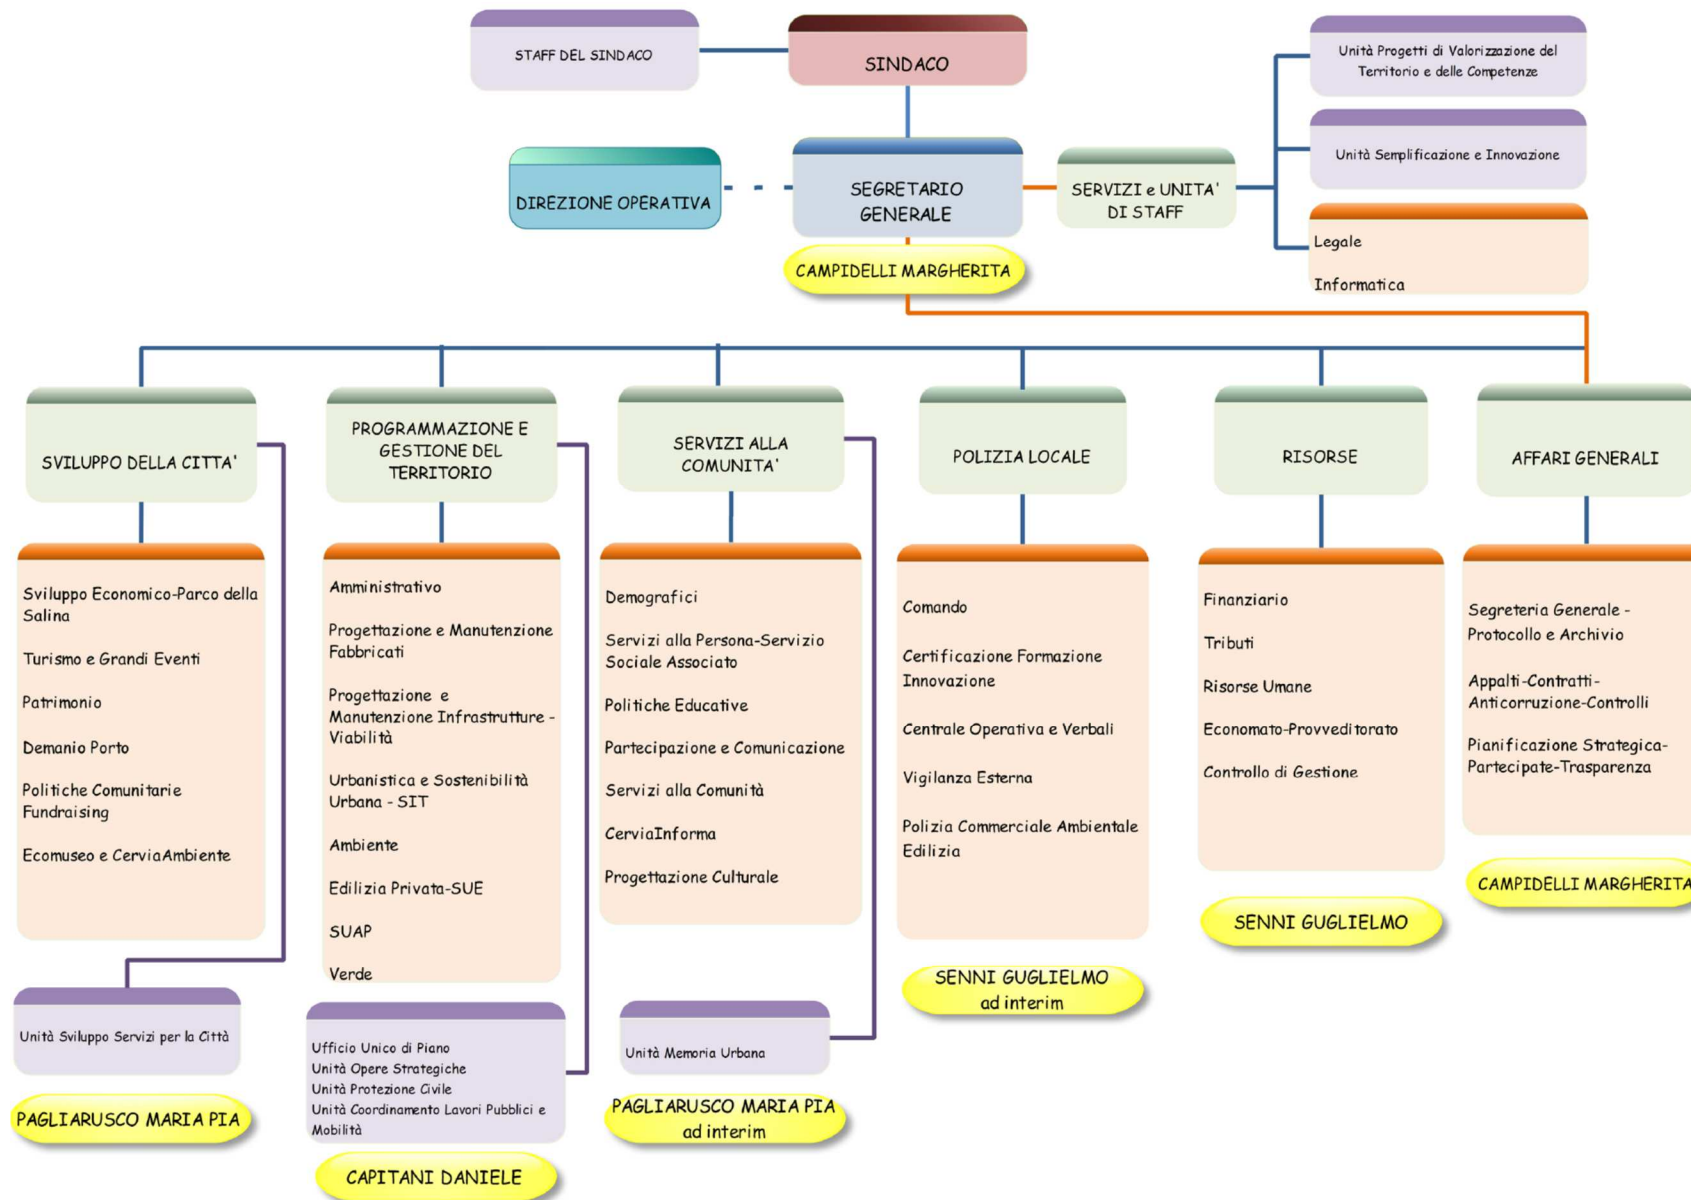 STAFF DEL SINDACO
SINDACO
Unità Progetti di Valorizzazione del
Territorio e delle Competenze
Unità Semplificazione e Innovazione
DIREZIONE OPERATIVA
SEGRETARIO
GENERALE
SERVIZI e UNITA'
DI STAFF
Legale
Informatica
CAMPIDELLI MARGHERITA
SVILUPPO DELLA CITTA'
PROGRAMMAZIONE E
GESTIONE DEL
TERRITORIO
SERVIZI ALLA
COMUNITA'
POLIZIA LOCALE
RISORSE
AFFARI GENERALI
Sviluppo Economico-Parco della
Salina
Turismo e Grandi Eventi
Patrimonio
Demanio Porto
Politiche Comunitarie
Fundraising
Ecomuseo e CerviaAmbiente
Unità Sviluppo Servizi per la Città
PAGLIARUSCO MARIA PIA
Amministrativo
Progettazione e Manutenzione
Fabbricati
Progettazione e
Manutenzione Infrastrutture -
Viabilità
Urbanistica e Sostenibilità
Urbana - SIT
Ambiente
Edilizia Privata-SUE
SUAP
Verde
Ufficio Unico di Piano
Unità Opere Strategiche
Unità Protezione Civile
Unità Coordinamento Lavori Pubblici e
Mobilità
CAPITANI DANIELE
Demografici
Servizi alla Persona-Servizio
Sociale Associato
Politiche Educative
Partecipazione e Comunicazione
Servizi alla Comunità
CerviaInforma
Progettazione Culturale
Unità Memoria Urbana
PAGLIARUSCO MARIA PIA
ad interim
Comando
Certificazione Formazione
Innovazione
Centrale Operativa e Verbali
Vigilanza Esterna
Polizia Commerciale Ambientale
Edilizia
SENNI GUGLIELMO
ad interim
Finanziario
Tributi
Risorse Umane
Economato-Provveditorato
Controllo di Gestione
SENNI GUGLIELMO
Segreteria Generale -
Protocollo e Archivio
Appalti-Contratti-
Anticorruzione-Controlli
Pianificazione Strategica-
Partecipate-Trasparenza
CAMPIDELLI MARGHERITA